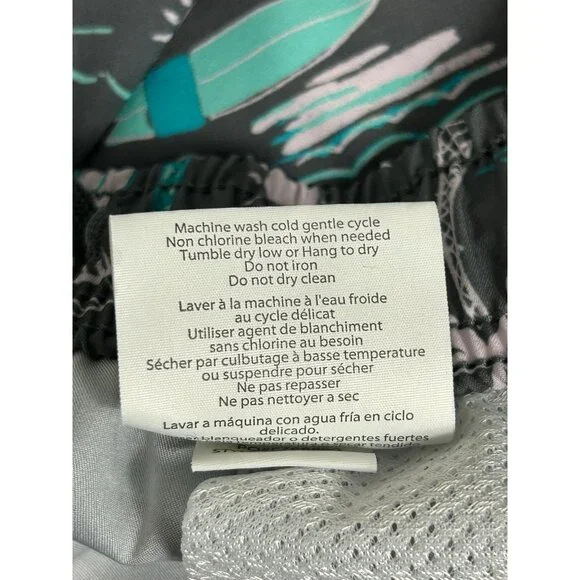 Machine wash cold gentle cycle
Non chlorine bleach when needed
Tumble dry low or Hang to dry
Do not iron
Do not dry clean
Laver à la machine à l'eau froide
au cycle délicat
Utiliser agent de blanchiment
sans chlorine au besoin
Sécher par culbutage à basse temperature
ou suspendre pour sécher
Ne pas repasser
Ne pas nettoyer a sec
Lavar a máquina con agua fría en ciclo
delicado.
blanqueador o detergentes fuertes